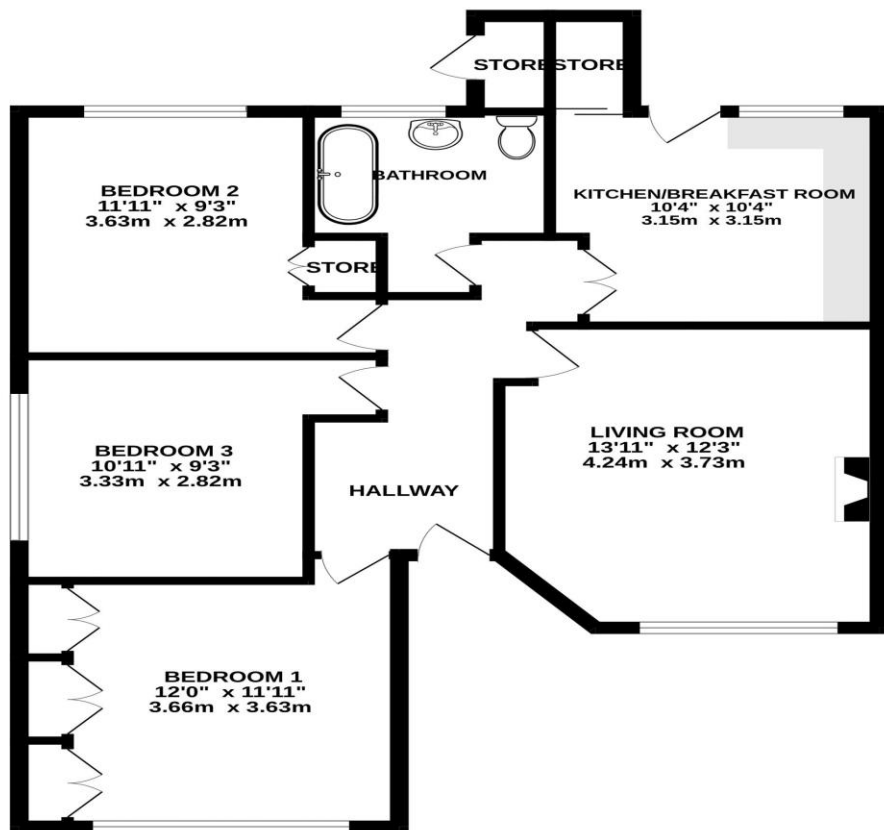 STORE
STORE
BEDROOM 2
11'11" x 9'3"
3.63m x 2.82m
BATHROOM
KITCHEN/BREAKFAST ROOM
10'4" x 10'4"
3.15m x 3.15m
STORE
LIVING ROOM
13'11" x 12'3"
4.24m x 3.73m
BEDROOM 3
10'11" x 9'3"
3.33m x 2.82m
HALLWAY
BEDROOM 1
12'0" x 11'11"
3.66m x 3.63m